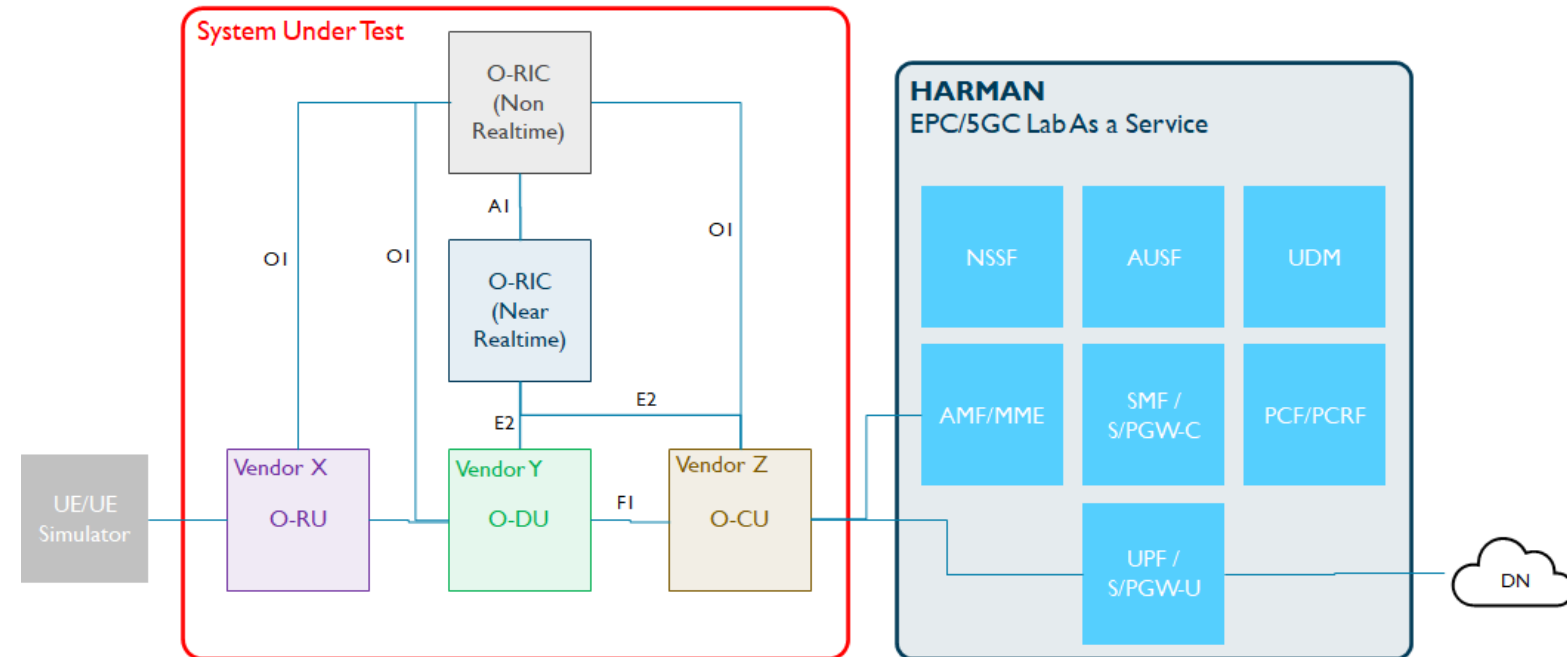 System Under Test
O-RIC
(Non
Realtime)
HARMAN
EPC/5GC Lab As a Service
A1
O1
O1
O1
NSSF
AUSF
UDM
O-RIC
(Near
Realtime)
E2
E2
AMF/MME
SMF /
S/PGW-C
PCF/PCRF
UE/UE
Simulator
Vendor X
O-RU
Vendor Y
O-DU
F1
Vendor Z
O-CU
UPF /
S/PGW-U
DN